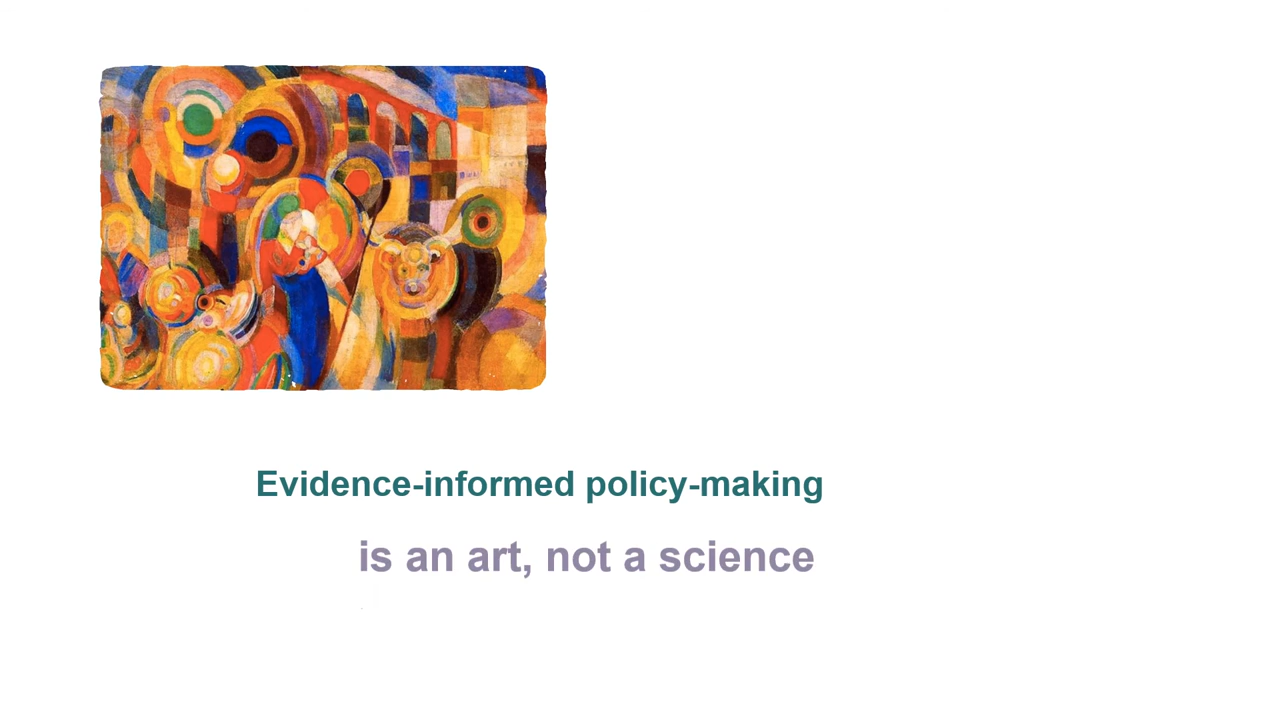 Evidence-informed policy-making
is an art, not a science